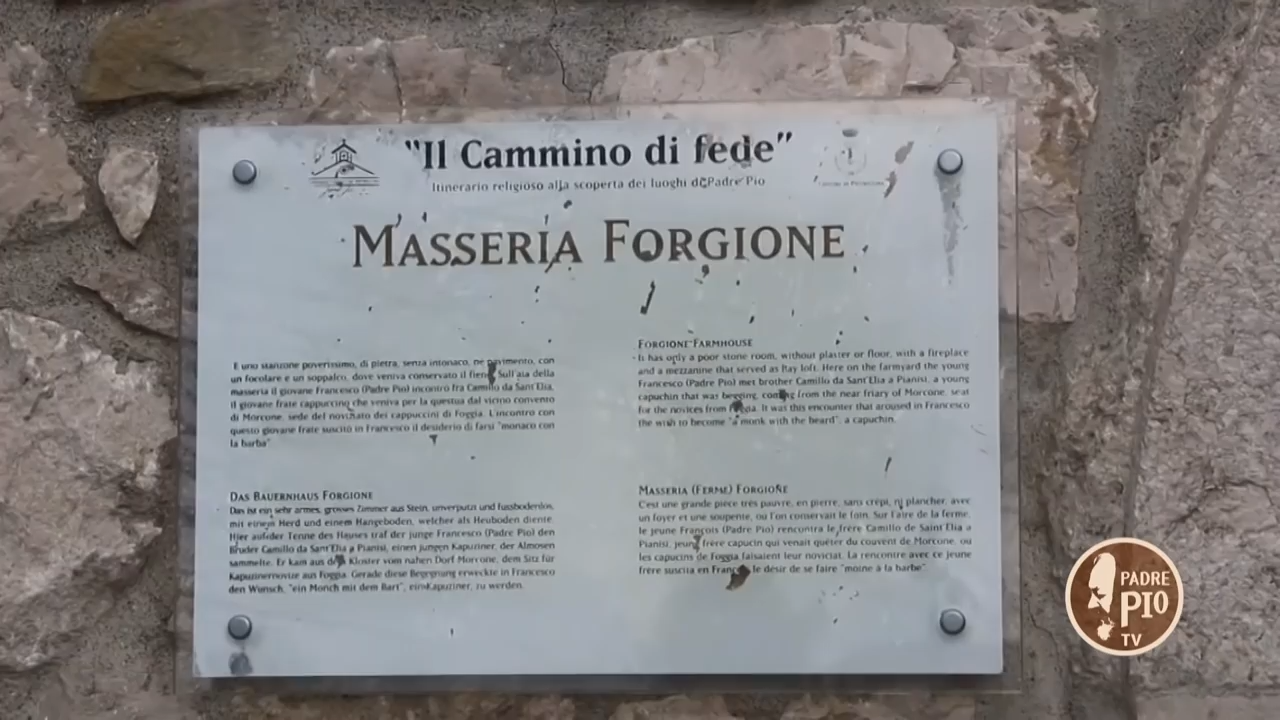 "Il Cammino di fede"
Itinerario religioso alla scoperta dei luoghi di Padre Pio
MASSERIA FORGIONE
È uno stanzone poverissimo, di pietra, senza intonaco, né pavimento, con
un focolare e un soppalco, dove veniva conservato il fieno. Sull'aia della
masseria il giovane Francesco (Padre Pio) incontrò fra Camillo da Sant'Elia,
il giovane frate cappuccino che veniva per la questua dal vicino convento
di Morcone, sede del noviziato dei cappuccini di Foggia. L'incontro con
questo giovane frate suscitò in Francesco il desiderio di farsi "monaco con
la barba"
FORGIONE FARMHOUSE
It has only a poor stone room, without plaster or floor, with a fireplace
and a mezzanine that served as hay loft. Here on the farmyard the young
Francesco (Padre Pio) met brother Camillo da Sant'Elia a Pianisi, a young
capuchin that was begging, coming from the near friary of Morcone, seat
for the novices from Foggia. It was this encounter that aroused in Francesco
the wish to become "a monk with the beard", a capuchin.
DAS BAUERNHAUS FORGIONE
Das ist ein sehr armes, grosses Zimmer aus Stein, unverputzt und fussbodenlos,
mit einem Herd und einem Hangeboden, welcher als Heuboden diente.
Hier auf der Tenne des Hauses traf der junge Francesco (Padre Pio) den
Bruder Camillo da Sant'Elia a Pianisi, einen jungen Kapuziner, der Almosen
sammelte. Er kam aus dem Kloster vom nahen Dorf Morcone, dem Sitz für
Kapuzinernovize aus Foggia. Gerade diese Begegnung erweckte in Francesco
den Wunsch, "ein Monch mit dem Bart", ein Kapuziner, zu werden.
MASSERIA (FERME) FORGIONE
C'est une grande pièce très pauvre, en pierre, sans crépi, ni plancher, avec
un foyer et une soupente, où l'on conservait le foin. Sur l'aire de la ferme,
le jeune François (Padre Pio) rencontra le frère Camillo de Saint'Elia a
Pianisi, jeune frère capucin qui venait quêter du couvent de Morcone, où
les capucins de Foggia faisaient leur noviciat. La rencontre avec ce jeune
frère suscita en François le désir de se faire "moine à la barbe".
PADRE
PIO
TV